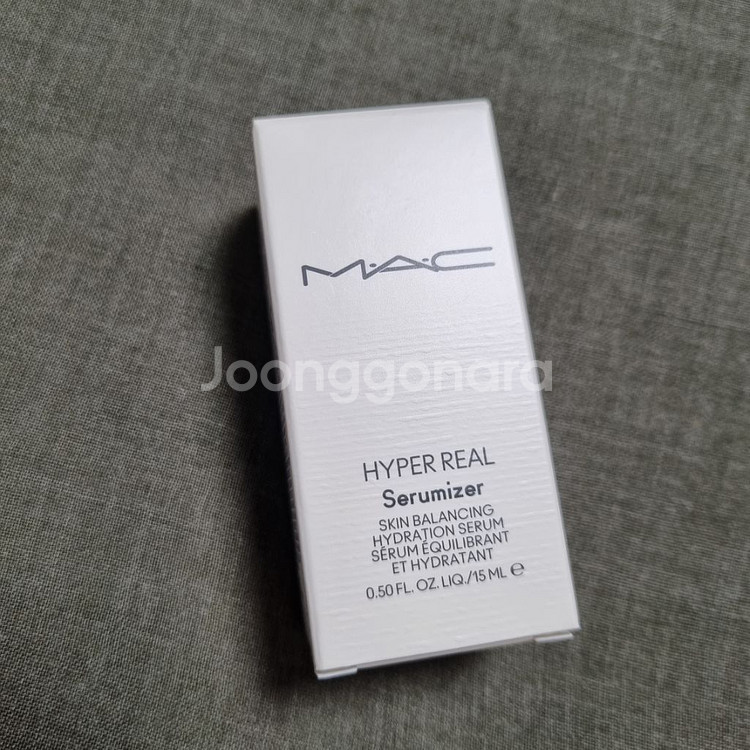 M·A·C
Joonggonara
HYPER REAL
Serumizer
SKIN BALANCING
HYDRATION SERUM
SÉRUM ÉQUILIBRANT
ET HYDRATANT
0.50 FL. OZ. LIQ./15 ML ℮